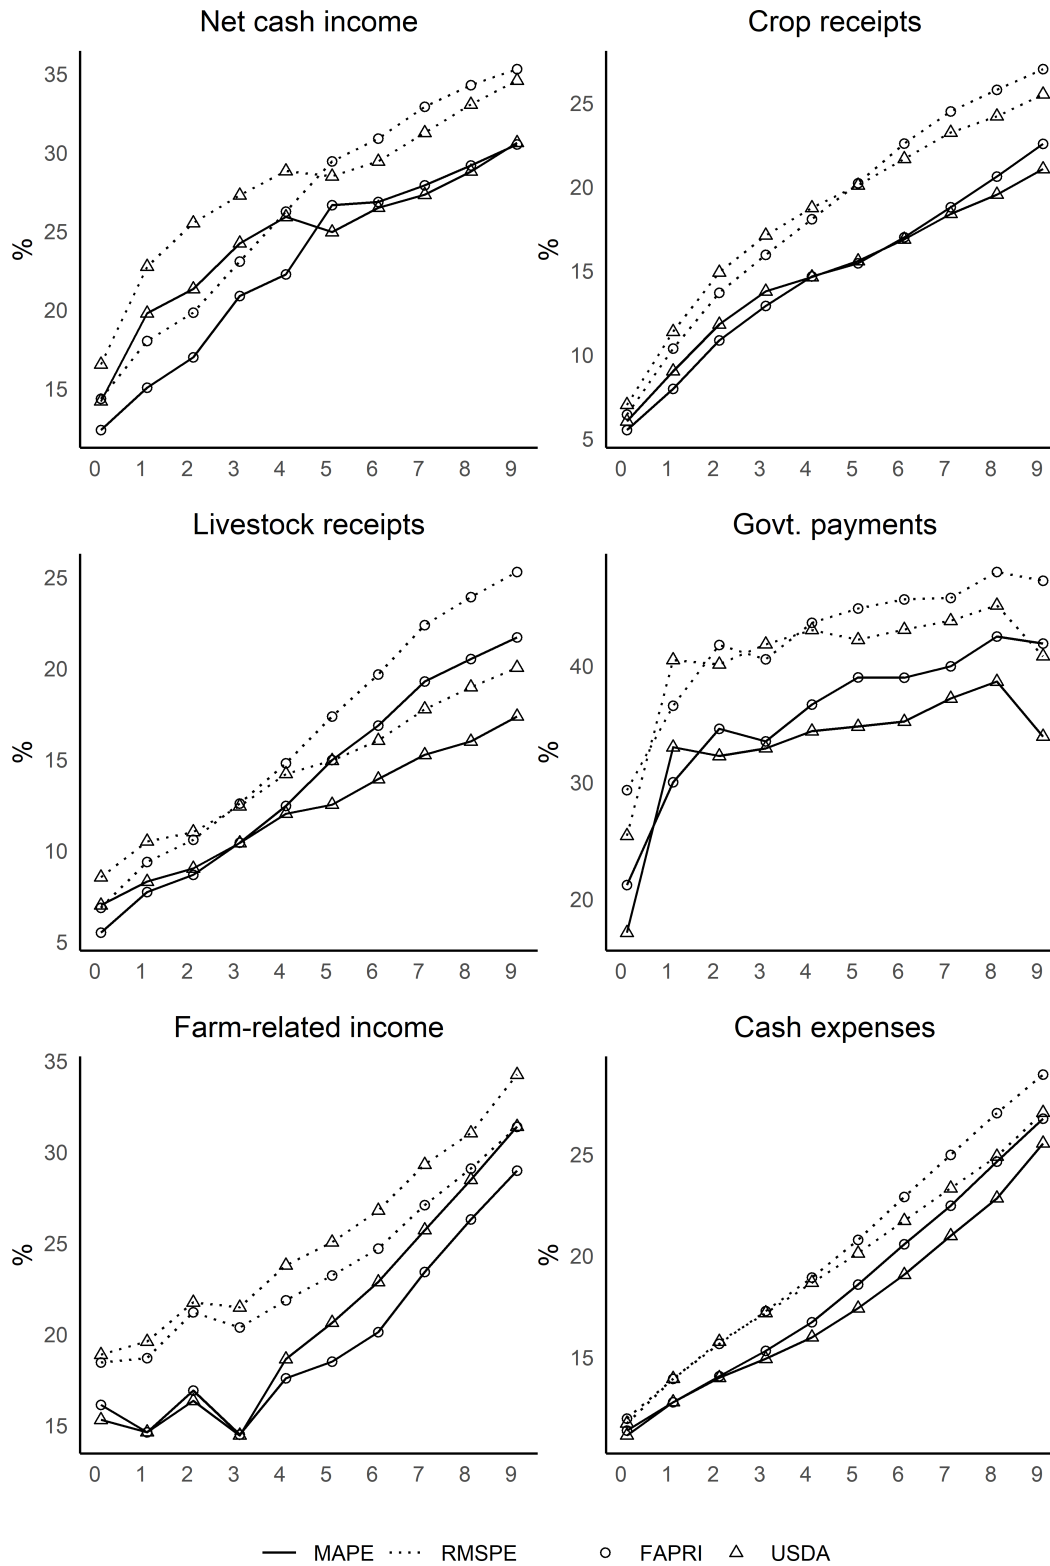 Net cash income
Crop receipts
35
30
25
20
15
%
0 1 2 3 4 5 6 7 8 9
25
20
15
10
5
%
0 1 2 3 4 5 6 7 8 9
Livestock receipts
Govt. payments
25
20
15
10
5
%
0 1 2 3 4 5 6 7 8 9
40
30
20
%
0 1 2 3 4 5 6 7 8 9
Farm-related income
Cash expenses
35
30
25
20
15
%
0 1 2 3 4 5 6 7 8 9
25
20
15
%
0 1 2 3 4 5 6 7 8 9
MAPE RMSPE FAPRI USDA